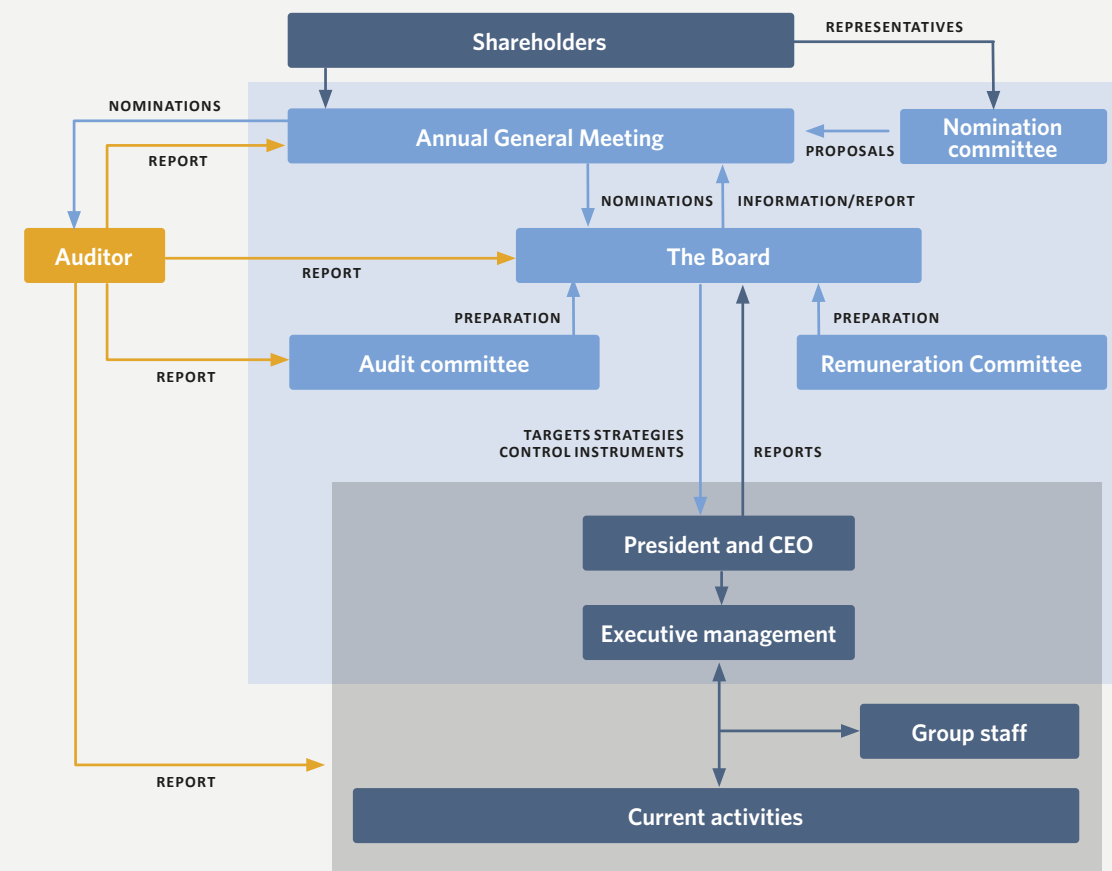 Shareholders
REPRESENTATIVES
NOMINATIONS
Annual General Meeting
Nomination
committee
REPORT
PROPOSALS
NOMINATIONS
INFORMATION/REPORT
Auditor
The Board
REPORT
PREPARATION
PREPARATION
Audit committee
Remuneration Committee
REPORT
TARGETS STRATEGIES
CONTROL INSTRUMENTS
REPORTS
President and CEO
Executive management
Group staff
REPORT
Current activities